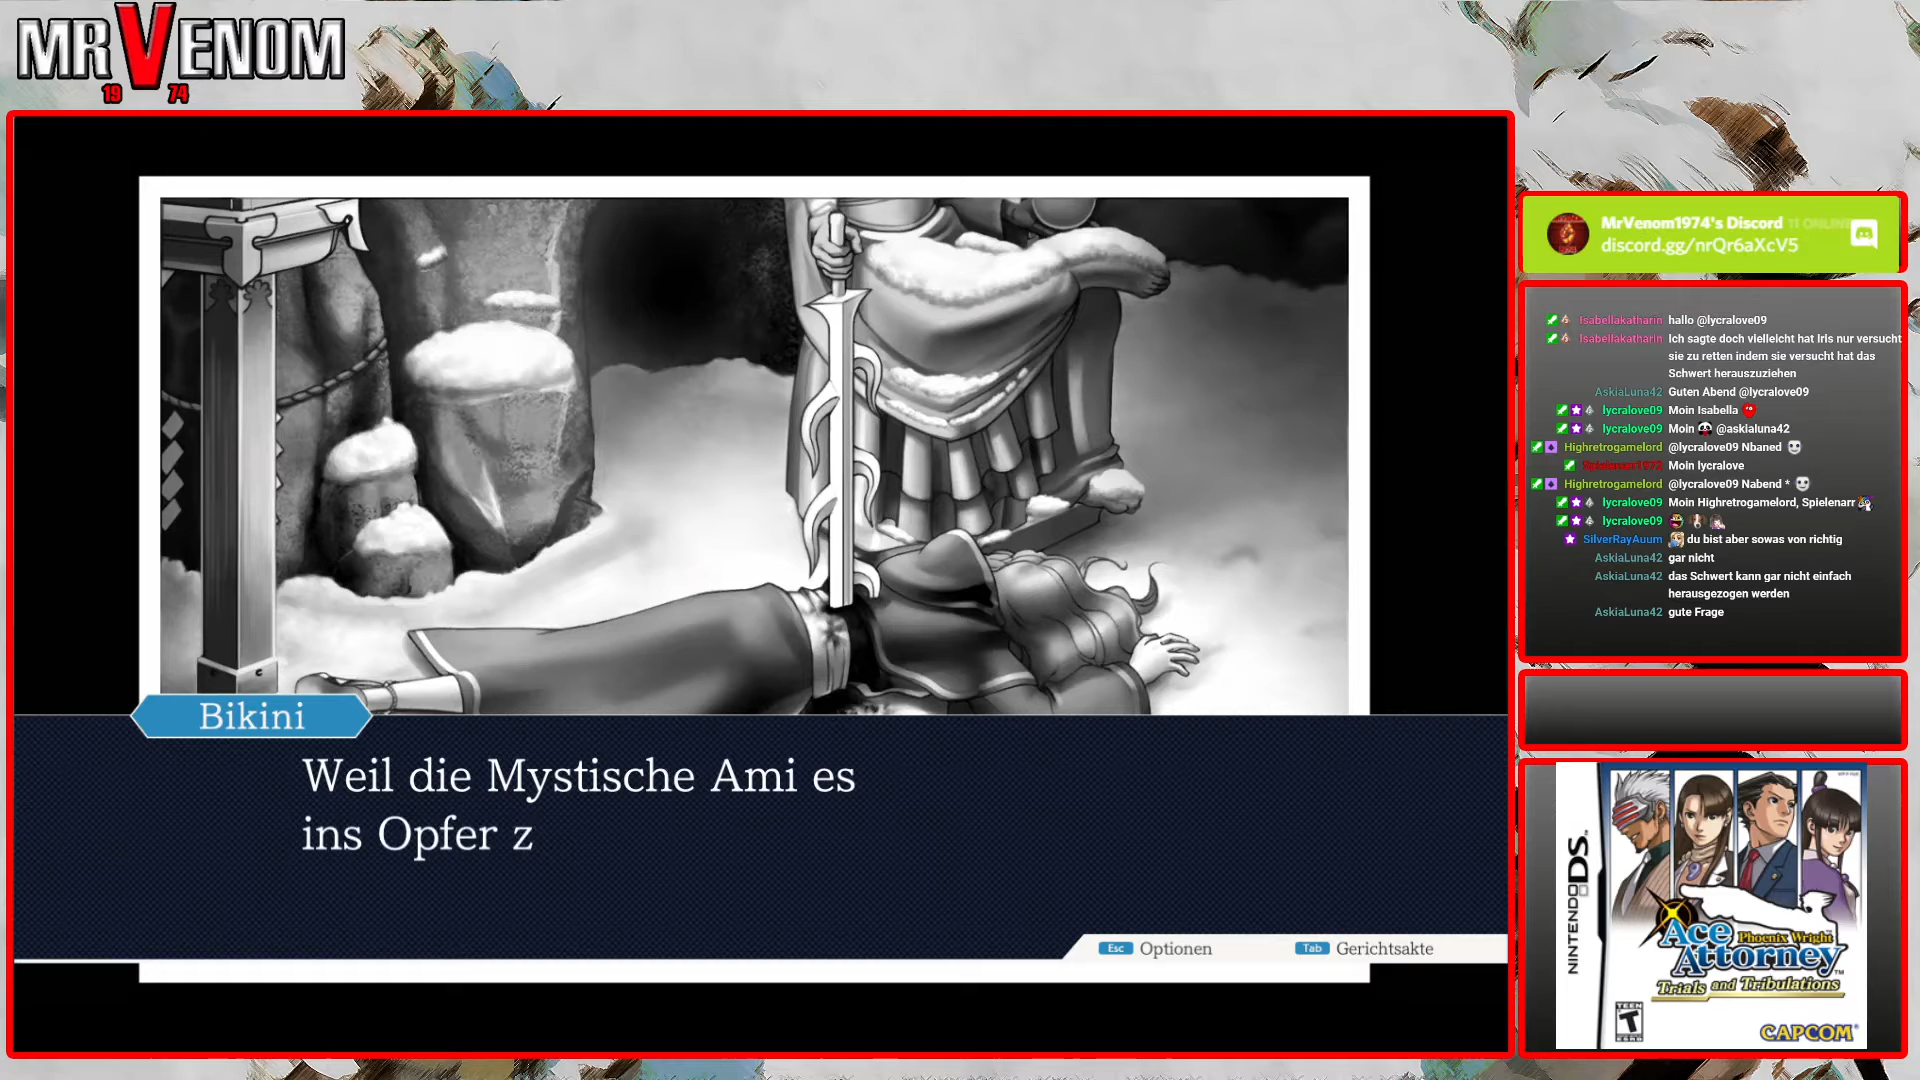 MRVENOM
19 74
MrVenom1974's Discord 11 ONLINE
discord.gg/nrQr6aXcV5
Isabellakatharin hallo @lycralove09
Isabellakatharin Ich sagte doch vielleicht hat Iris nur versucht
sie zu retten indem sie versucht hat das
Schwert herauszuziehen
AskiaLuna42 Guten Abend @lycralove09
lycralove09 Moin Isabella
lycralove09 Moin @askialuna42
Highretrogamelord @lycralove09 Nbaned
Moin lycralove
Highretrogamelord @lycralove09 Nabend *
lycralove09 Moin Highretrogamelord, Spielenarr
lycralove09
SilverRayAuum du bist aber sowas von richtig
AskiaLuna42 gar nicht
AskiaLuna42 das Schwert kann gar nicht einfach
herausgezogen werden
AskiaLuna42 gute Frage
Bikini
Weil die Mystische Ami es
ins Opfer z
Esc Optionen
Tab Gerichtsakte
NINTENDO DS
Phoenix Wright
Ace
Attorney
Trials and Tribulations
TEEN
T
CAPCOM